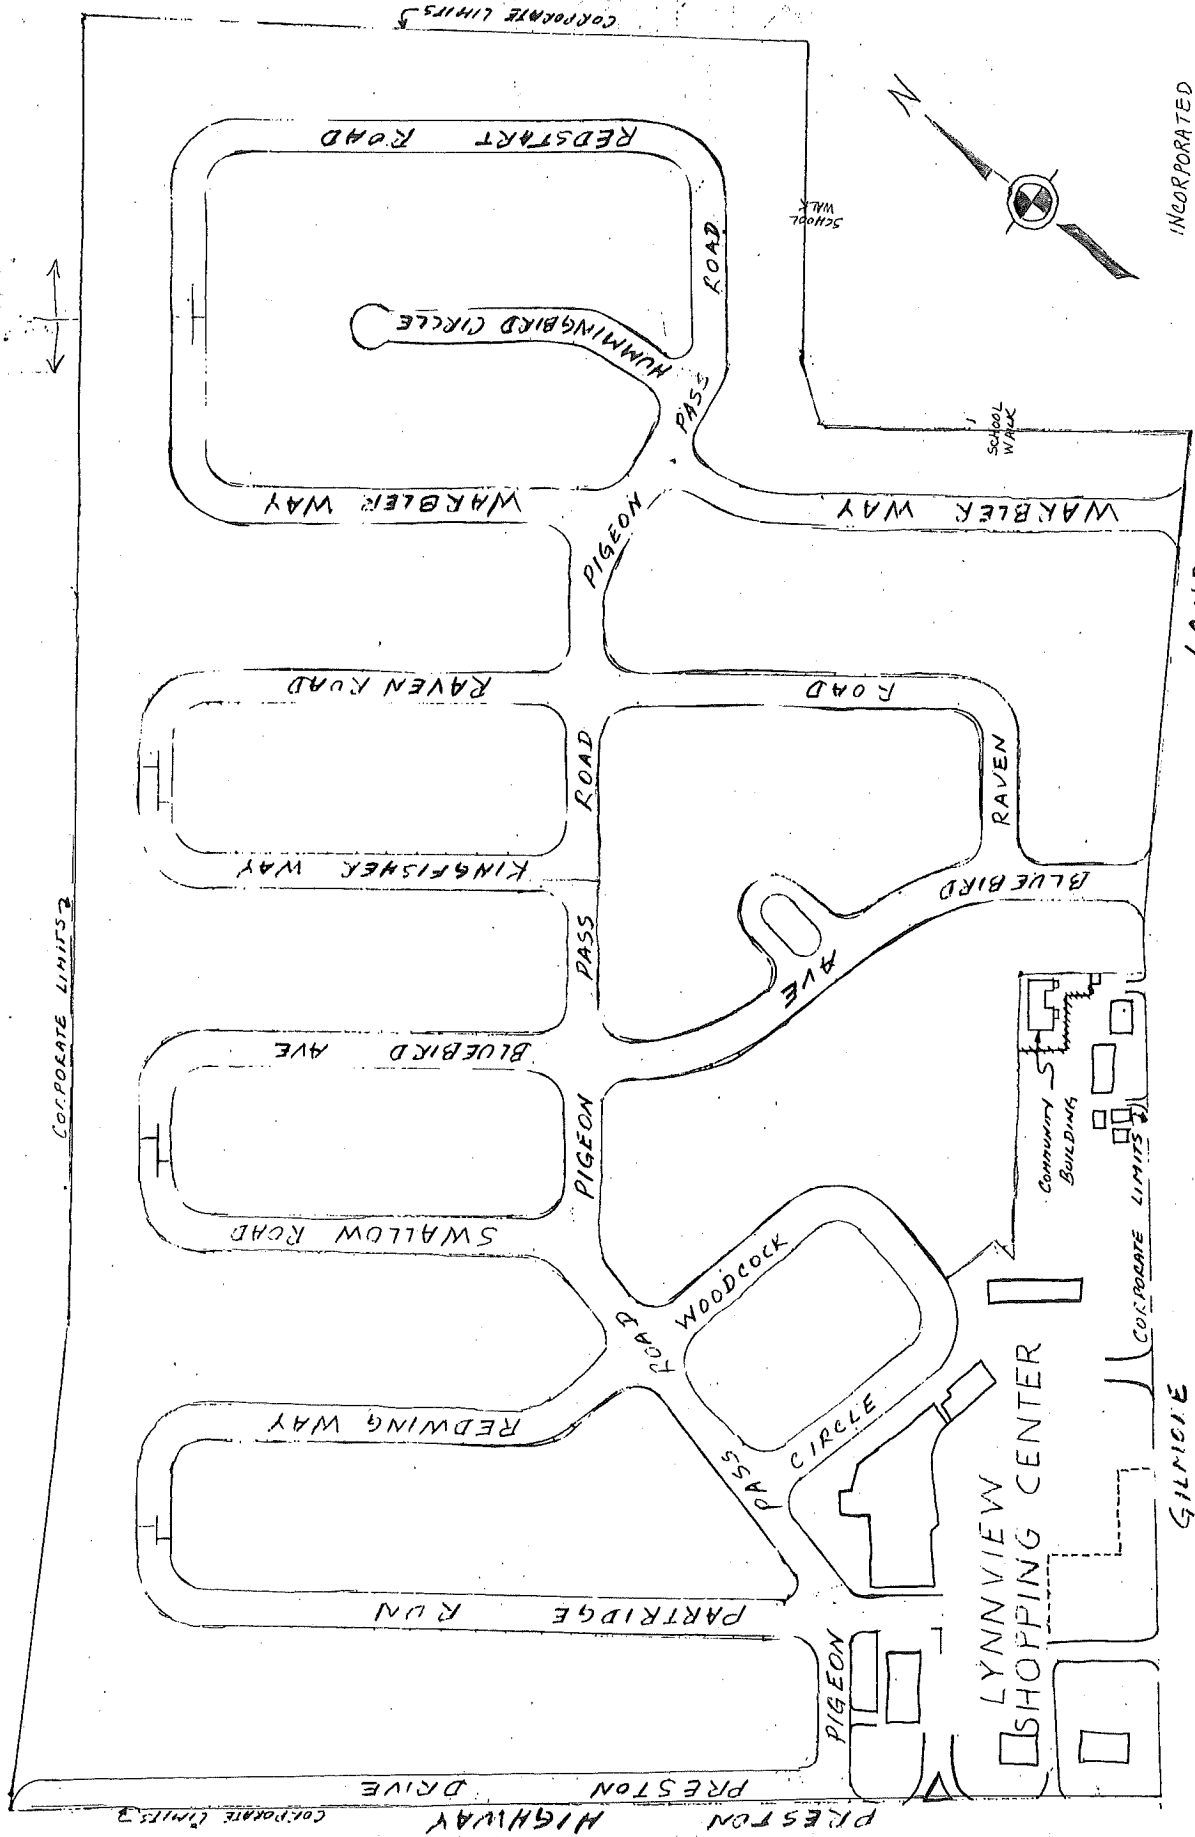 CORPORATE LIMITS
REDSTART ROAD
N
INCORPORATED
SCHOOL
WALK
ROAD
HUMMINGBIRD CIRCLE
PASS
SCHOOL
WALK
WARBLER WAY
PIGEON
WARBLER WAY
RAVEN ROAD
ROAD
ROAD
RAVEN
KINGFISHER WAY
BLUEBIRD
PASS
AVE
CORPORATE LIMITS
BLUEBIRD AVE
PIGEON
COMMUNITY
BUILDING
CORPORATE LIMITS
SWALLOW ROAD
WOODCOCK
ROAD
ROAD
REDWING WAY
CIRCLE
PASS
PASS
LYNNVIEW
SHOPPING CENTER
GILMORE
PARTRIDGE RUN
PIGEON
PRESTON DRIVE
PRESTON HIGHWAY
CORPORATE LIMITS